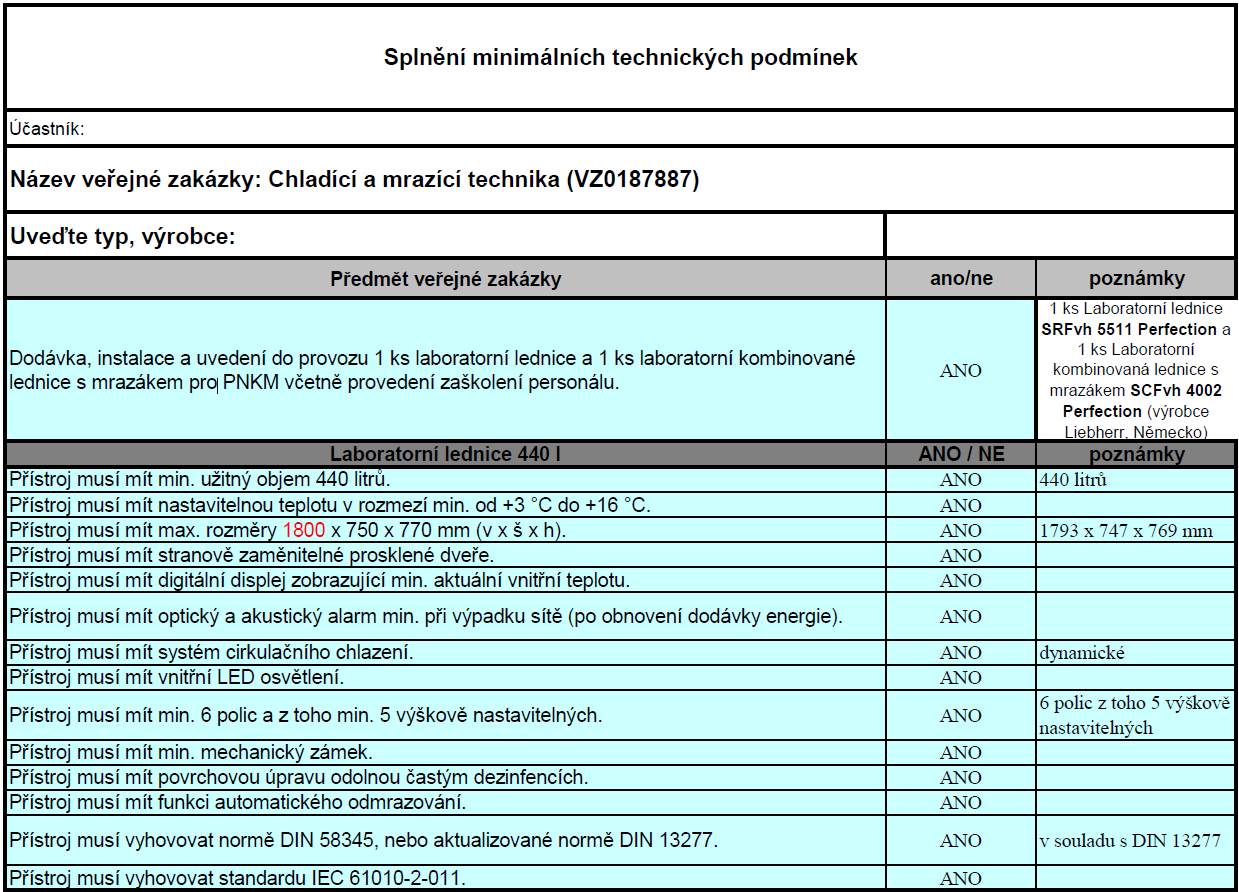 Splnění minimálních technických podmínek
Účastník:
Název veřejné zakázky: Chladící a mrazící technika (VZ0187887)
Uveďte typ, výrobce:
Předmět veřejné zakázky ano/ne poznámky
Dodávka, instalace a uvedení do provozu 1 ks laboratorní lednice a 1 ks laboratorní kombinované
lednice s mrazákem pro PNKM včetně provedení zaškolení personálu.
ANO
1 ks Laboratorní lednice
SRFvh 5511 Perfection a
1 ks Laboratorní
kombinovaná lednice s
mrazákem SCFvh 4002
Perfection (výrobce
Liebherr, Německo)
Laboratorní lednice 440 l ANO / NE poznámky
Přístroj musí mít min. užitný objem 440 litrů. ANO 440 litrů
Přístroj musí mít nastavitelnou teplotu v rozmezí min. od +3 °C do +16 °C. ANO
Přístroj musí mít max. rozměry 1800 x 750 x 770 mm (v x š x h). ANO 1793 x 747 x 769 mm
Přístroj musí mít stranově zaměnitelné prosklené dveře. ANO
Přístroj musí mít digitální displej zobrazující min. aktuální vnitřní teplotu. ANO
Přístroj musí mít optický a akustický alarm min. při výpadku sítě (po obnovení dodávky energie). ANO
Přístroj musí mít systém cirkulačního chlazení. ANO dynamické
Přístroj musí mít vnitřní LED osvětlení. ANO
Přístroj musí mít min. 6 polic a z toho min. 5 výškově nastavitelných. ANO 6 polic z toho 5 výškově
nastavitelných
Přístroj musí mít min. mechanický zámek. ANO
Přístroj musí mít povrchovou úpravu odolnou častým dezinfencích. ANO
Přístroj musí mít funkci automatického odmrazování. ANO
Přístroj musí vyhovovat normě DIN 58345, nebo aktualizované normě DIN 13277. ANO v souladu s DIN 13277
Přístroj musí vyhovovat standardu IEC 61010-2-011. ANO